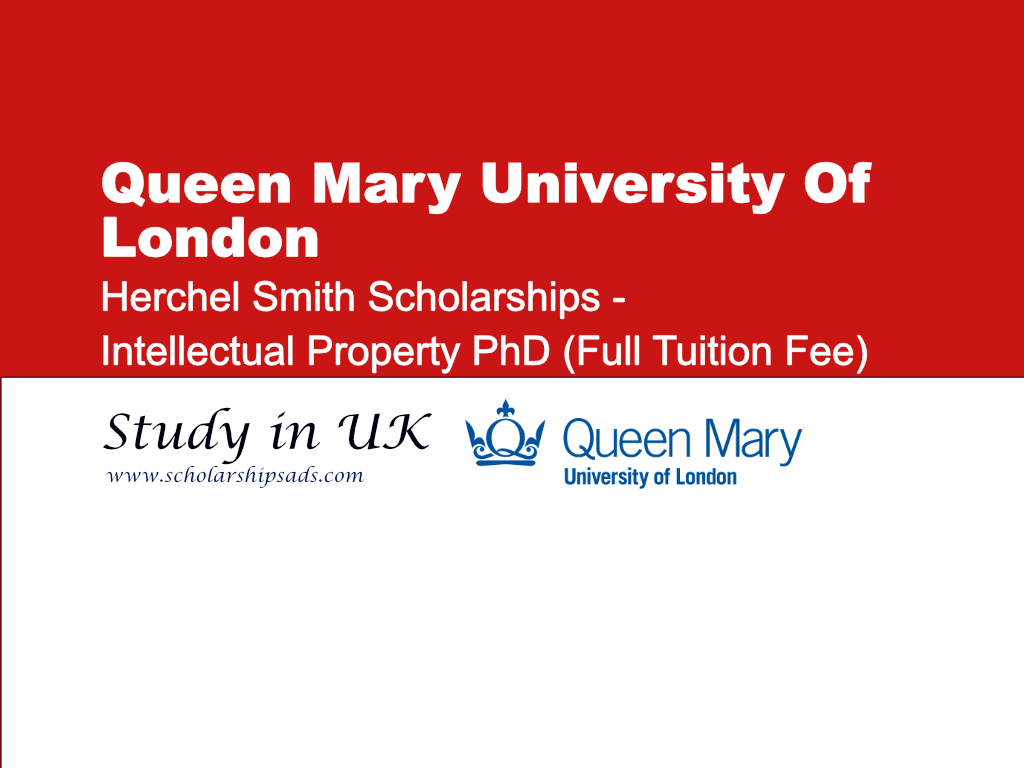 Queen Mary University Of
London
Herchel Smith Scholarships -
Intellectual Property PhD (Full Tuition Fee)
Study in UK
www.scholarshipsads.com
Queen Mary
University of London